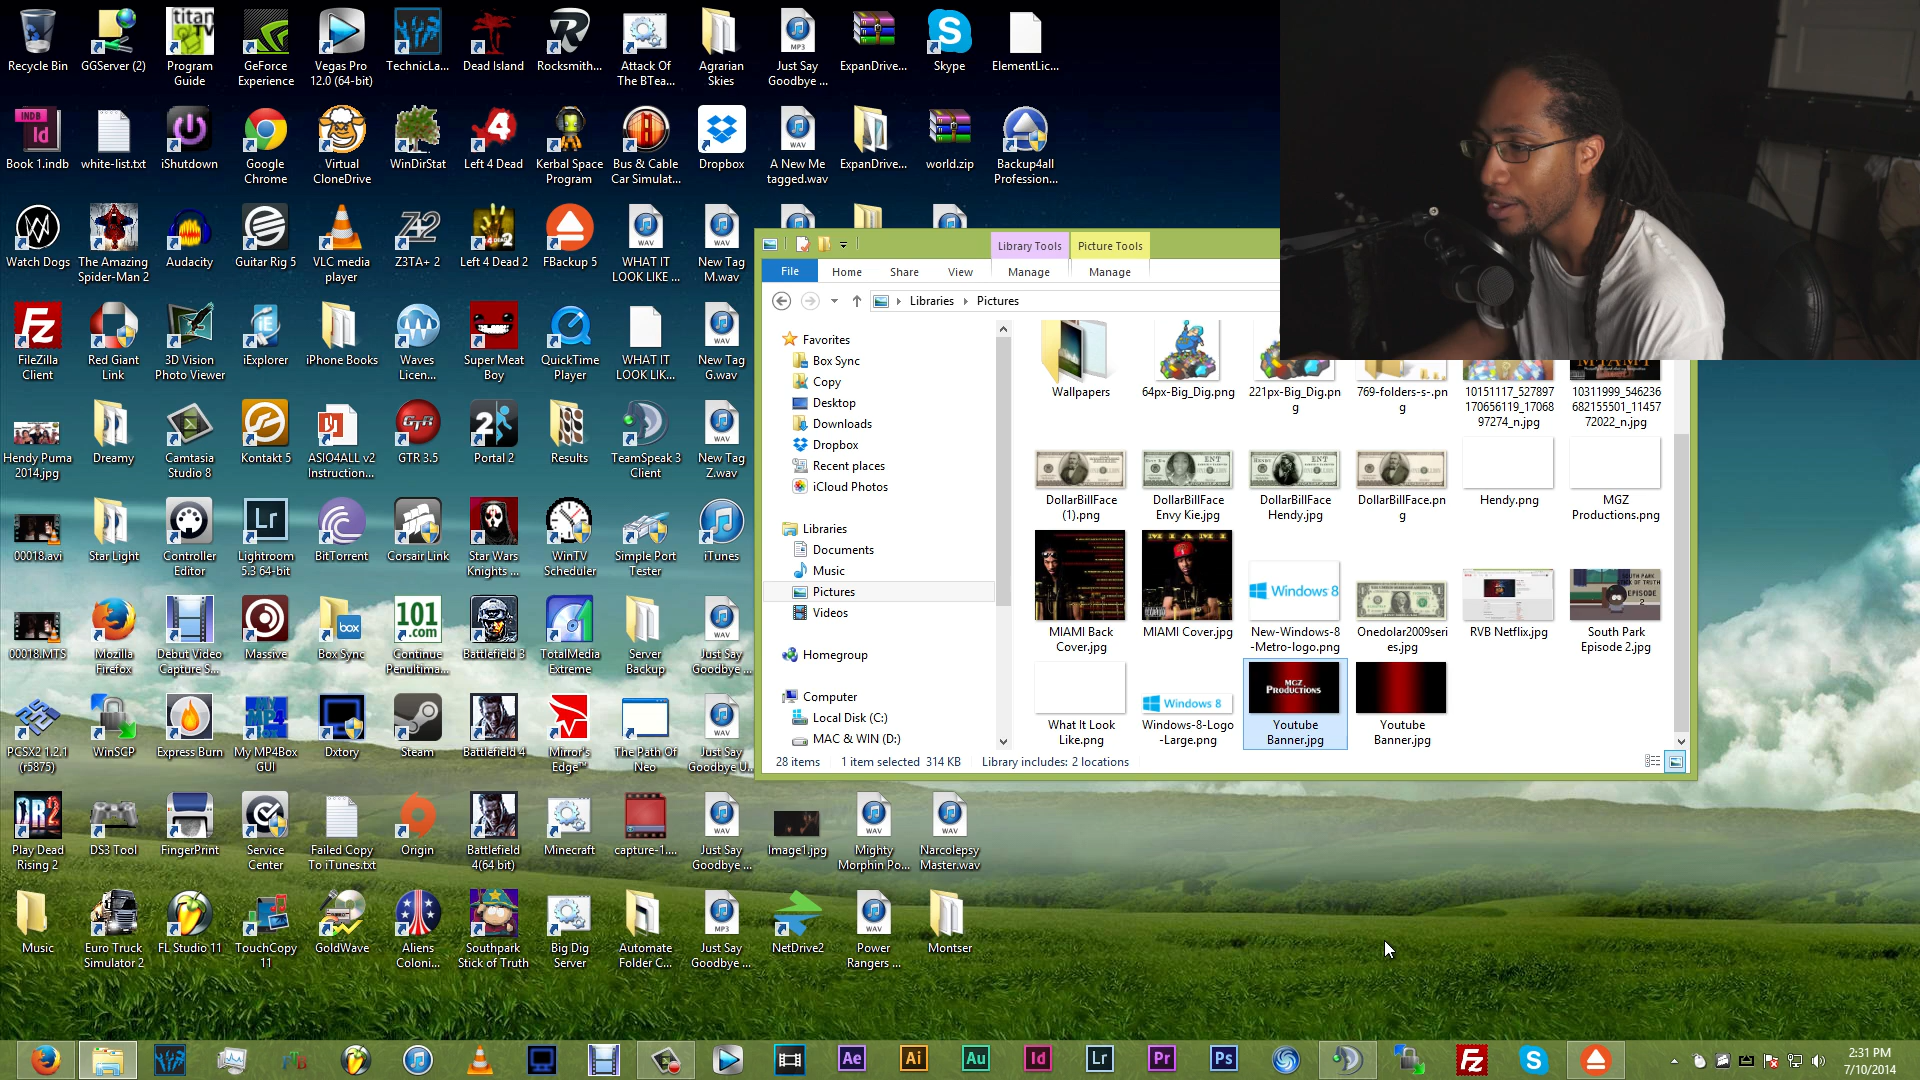 Recycle Bin
GGServer (2)
Program
Guide
GeForce
Experience
Vegas Pro
12.0 (64-bit)
TechnicLa...
Dead Island
Rocksmith...
Attack Of
The BTea...
Agrarian
Skies
Just Say
Goodbye ...
ExpanDrive...
Skype
ElementLic...
Book 1.indb
white-list.txt
iShutdown
Google
Chrome
Virtual
CloneDrive
WinDirStat
Left 4 Dead
Kerbal Space
Program
Bus & Cable
Car Simulat...
Dropbox
A New Me
tagged.wav
ExpanDrive...
world.zip
Backup4all
Profession...
Watch Dogs
The Amazing
Spider-Man 2
Audacity
Guitar Rig 5
VLC media
player
Z3TA+ 2
Left 4 Dead 2
FBackup 5
WHAT IT
LOOK LIKE ...
New Tag
M.wav
FileZilla
Client
Red Giant
Link
3D Vision
Photo Viewer
iExplorer
iPhone Books
Waves
Licen...
Super Meat
Boy
QuickTime
Player
WHAT IT
LOOK LIK...
New Tag
G.wav
Hendy Puma
2014.jpg
Dreamy
Camtasia
Studio 8
Kontakt 5
ASIO4ALL v2
Instruction...
GTR 3.5
Portal 2
Results
TeamSpeak 3
Client
New Tag
Z.wav
00018.avi
Star Light
Controller
Editor
Lightroom
5.3 64-bit
BitTorrent
Corsair Link
Star Wars
Knights ...
WinTV
Scheduler
Simple Port
Tester
iTunes
00018.MTS
Mozilla
Firefox
Debut Video
Capture S...
Massive
Box Sync
Continue
Penultima...
Battlefield 3
TotalMedia
Extreme
Server
Backup
Just Say
Goodbye ...
PCSX2 1.2.1
(r5875)
WinSCP
Express Burn
My MP4Box
GUI
Dxtory
Steam
Battlefield 4
Mirror's
Edge™
The Path Of
Neo
Just Say
Goodbye U...
Play Dead
Rising 2
DS3 Tool
FingerPrint
Service
Center
Failed Copy
To iTunes.txt
Origin
Battlefield
4(64 bit)
Minecraft
capture-1....
Just Say
Goodbye ...
Image1.jpg
Mighty
Morphin Po...
Narcolepsy
Master.wav
Music
Euro Truck
Simulator 2
FL Studio 11
TouchCopy
11
GoldWave
Aliens
Coloni...
Southpark
Stick of Truth
Big Dig
Server
Automate
Folder C...
Just Say
Goodbye ...
NetDrive2
Power
Rangers ...
Montser
Library Tools
Picture Tools
File
Home
Share
View
Manage
Manage
Libraries
Pictures
Favorites
Box Sync
Copy
Desktop
Downloads
Dropbox
Recent places
iCloud Photos
Libraries
Documents
Music
Pictures
Videos
Homegroup
Computer
Local Disk (C:)
MAC & WIN (D:)
Wallpapers
64px-Big_Dig.png
221px-Big_Dig.pn
g
769-folders-s-.pn
g
10151117_527897
170656119_17068
97274_n.jpg
10311999_546236
682155501_11457
72022_n.jpg
DollarBillFace
(1).png
DollarBillFace
Envy Kie.jpg
DollarBillFace
Hendy.jpg
DollarBillFace.pn
g
Hendy.png
MGZ
Productions.png
MIAMI Back
Cover.jpg
MIAMI Cover.jpg
New-Windows-8
-Metro-logo.png
Onedolar2009seri
es.jpg
RVB Netflix.jpg
South Park
Episode 2.jpg
What It Look
Like.png
Windows-8-Logo
-Large.png
Youtube
Banner.jpg
Youtube
Banner.jpg
MIAMI
Windows 8
Windows 8
MGZ
Productions
28 items
1 item selected 314 KB
Library includes: 2 locations
Ae
Ai
Au
Id
Lr
Pr
Ps
Fz
2:31 PM
7/10/2014